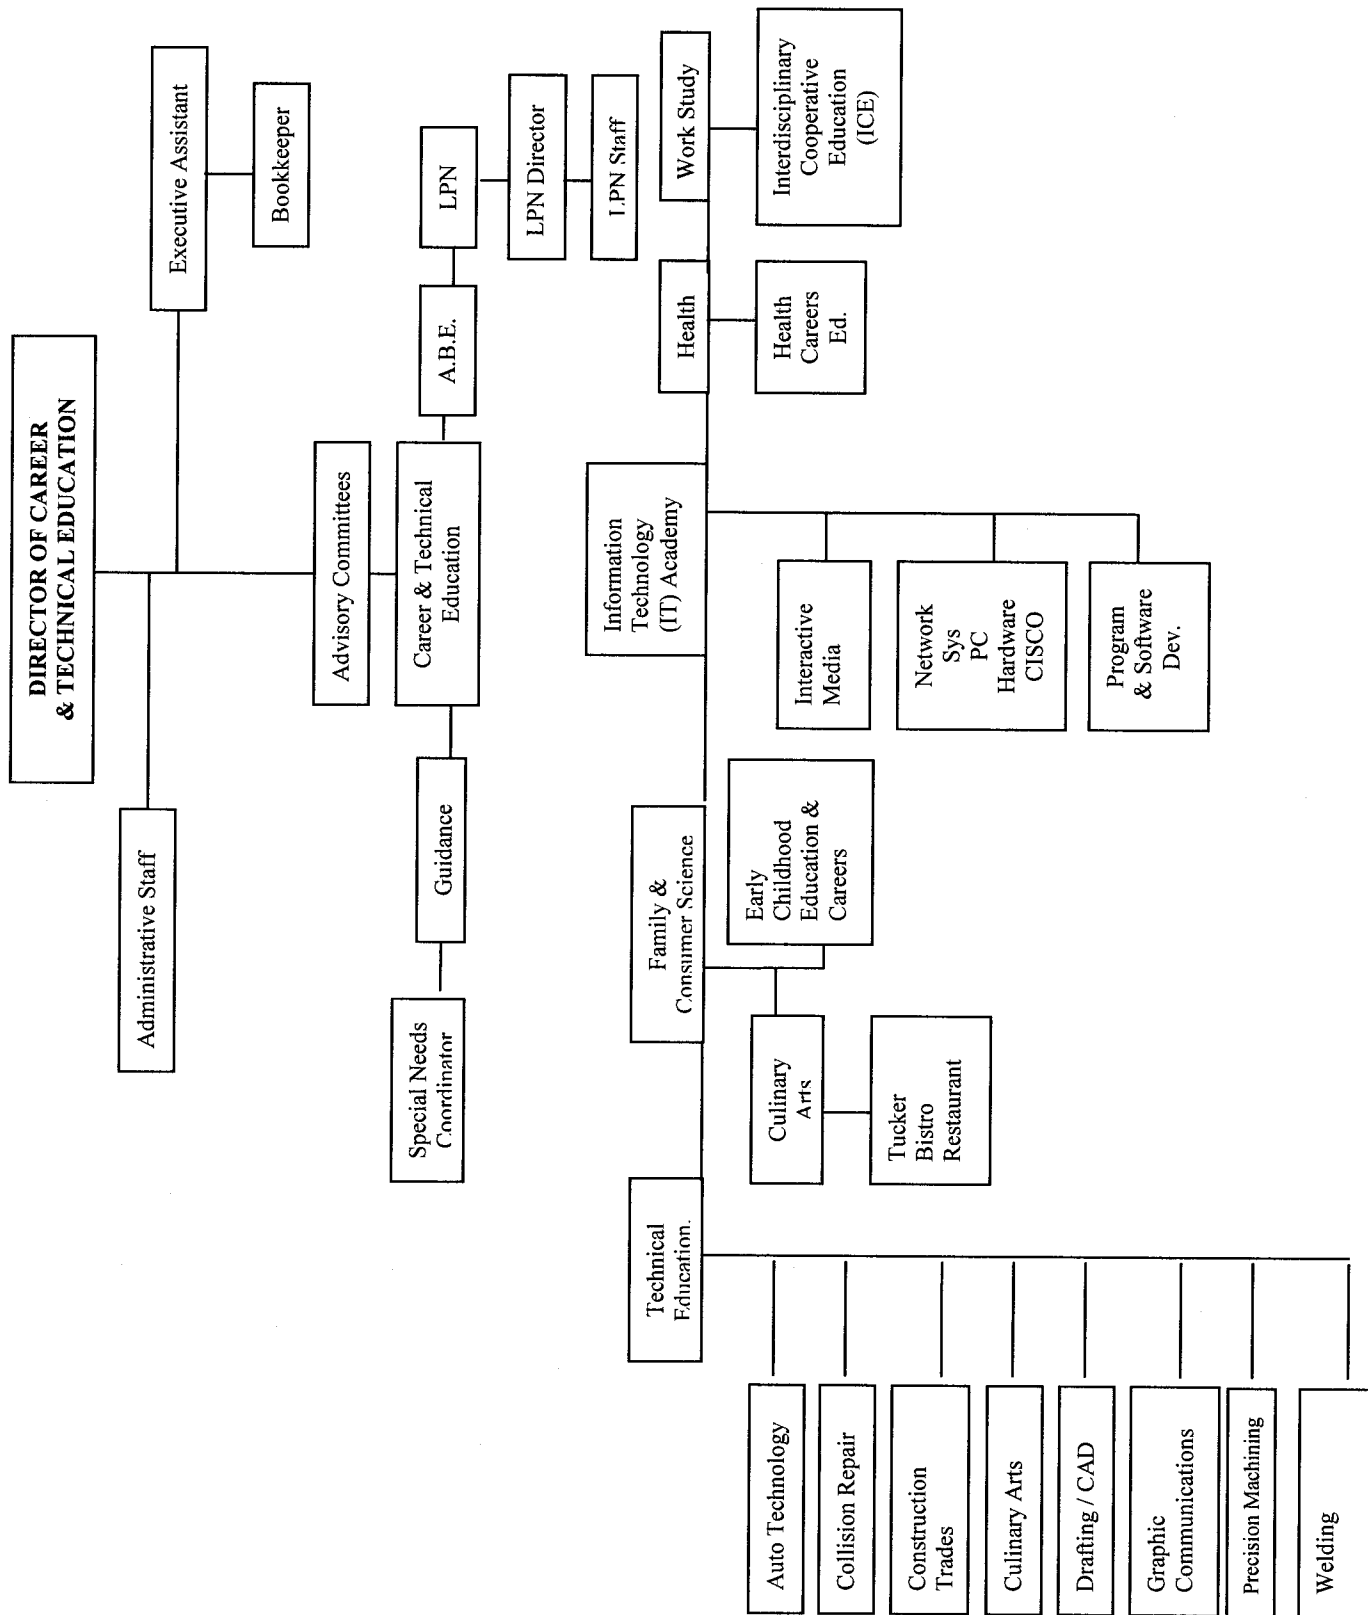 DIRECTOR OF CAREER
& TECHNICAL EDUCATION
Administrative Staff
Executive Assistant
Bookkeeper
Advisory Committees
Special Needs
Coordinator
Guidance
Career & Technical
Education
A.B.E.
LPN
LPN Director
LPN Staff
Technical
Education.
Family &
Consumer Science
Information
Technology
(IT) Academy
Health
Work Study
Auto Technology
Collision Repair
Construction
Trades
Culinary Arts
Drafting / CAD
Graphic
Communications
Precision Machining
Welding
Culinary
Arts
Tucker
Bistro
Restaurant
Early
Childhood
Education &
Careers
Interactive
Media
Network
Sys
PC
Hardware
CISCO
Program
& Software
Dev.
Health
Careers
Ed.
Interdisciplinary
Cooperative
Education
(ICE)